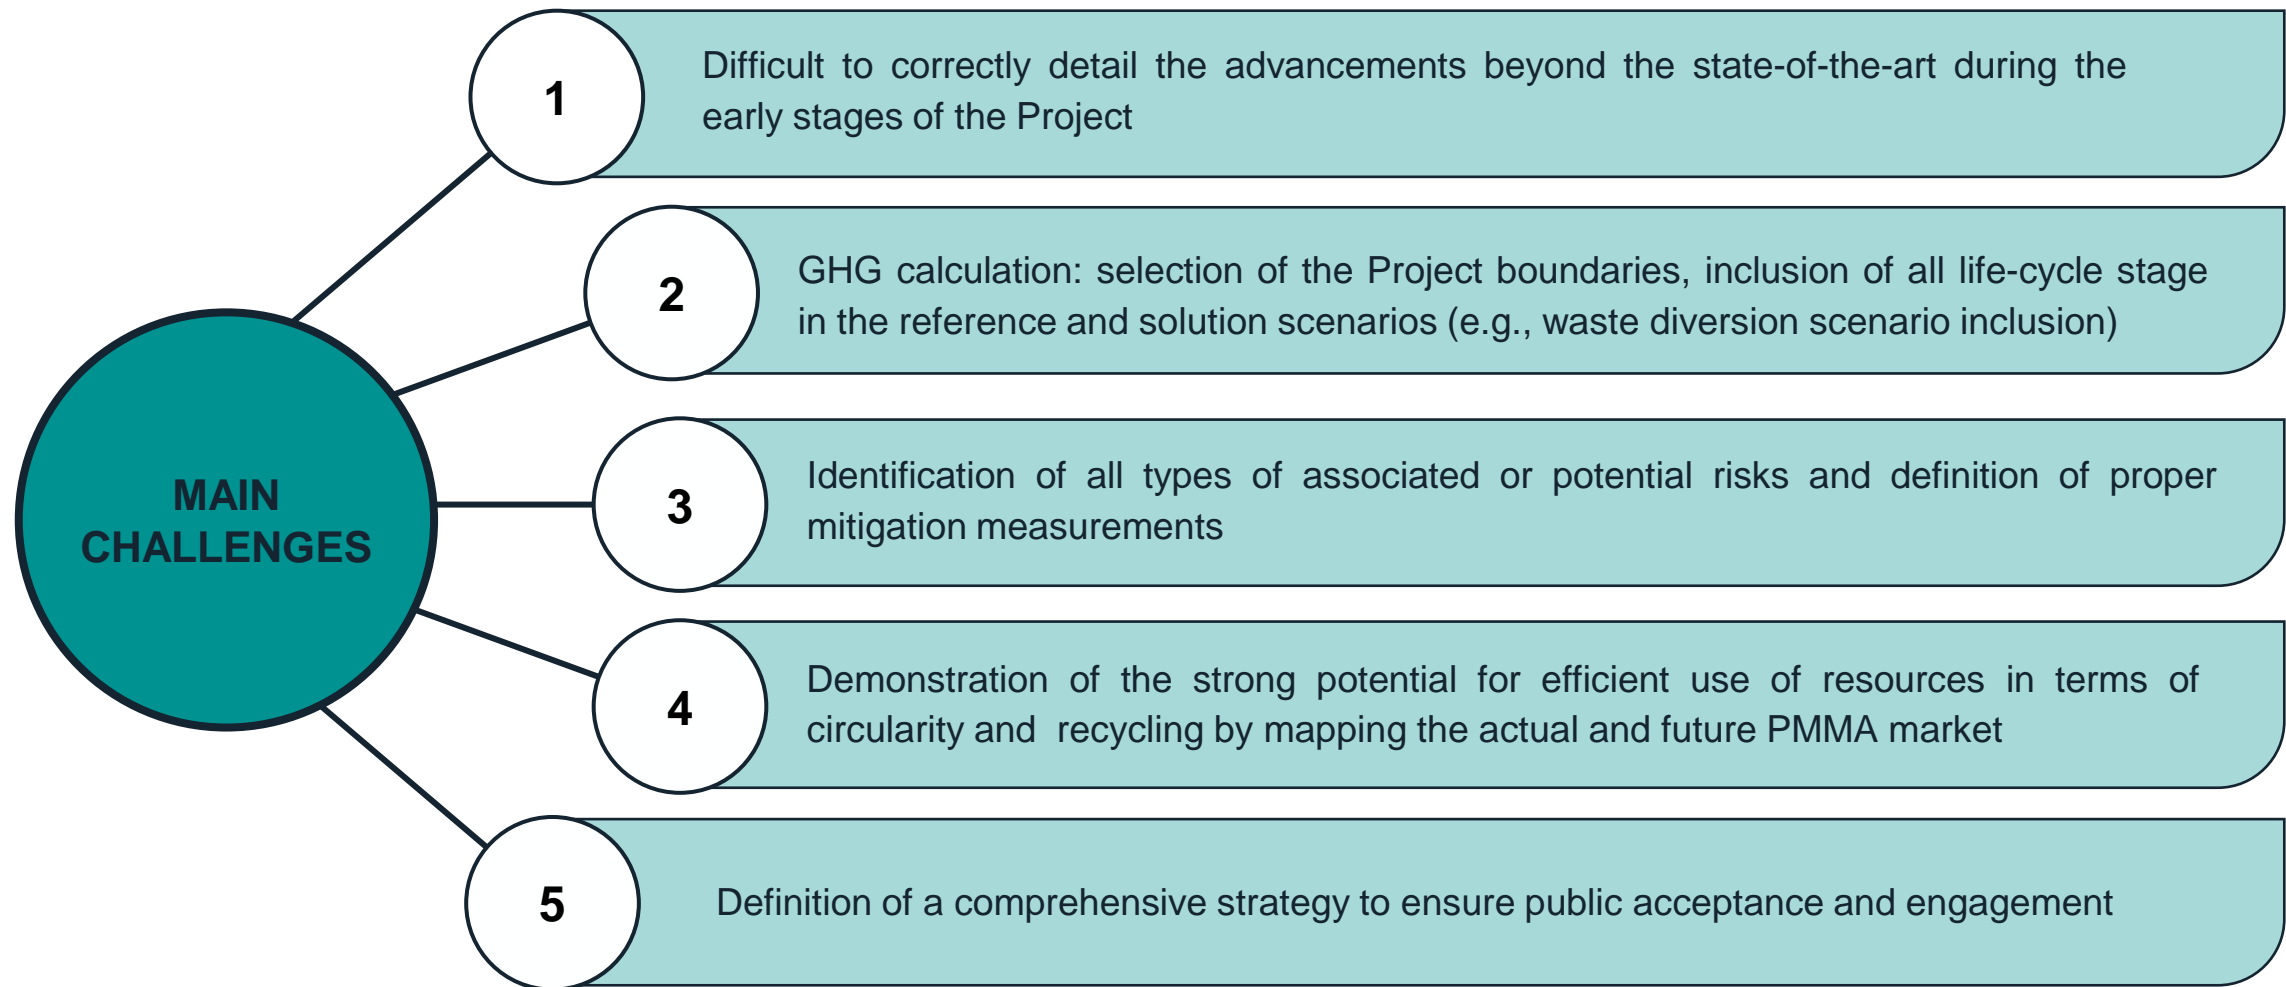 MAIN
CHALLENGES
1
Difficult to correctly detail the advancements beyond the state-of-the-art during the
early stages of the Project
2
GHG calculation: selection of the Project boundaries, inclusion of all life-cycle stage
in the reference and solution scenarios (e.g., waste diversion scenario inclusion)
3
Identification of all types of associated or potential risks and definition of proper
mitigation measurements
4
Demonstration of the strong potential for efficient use of resources in terms of
circularity and  recycling by mapping the actual and future PMMA market
5
Definition of a comprehensive strategy to ensure public acceptance and engagement